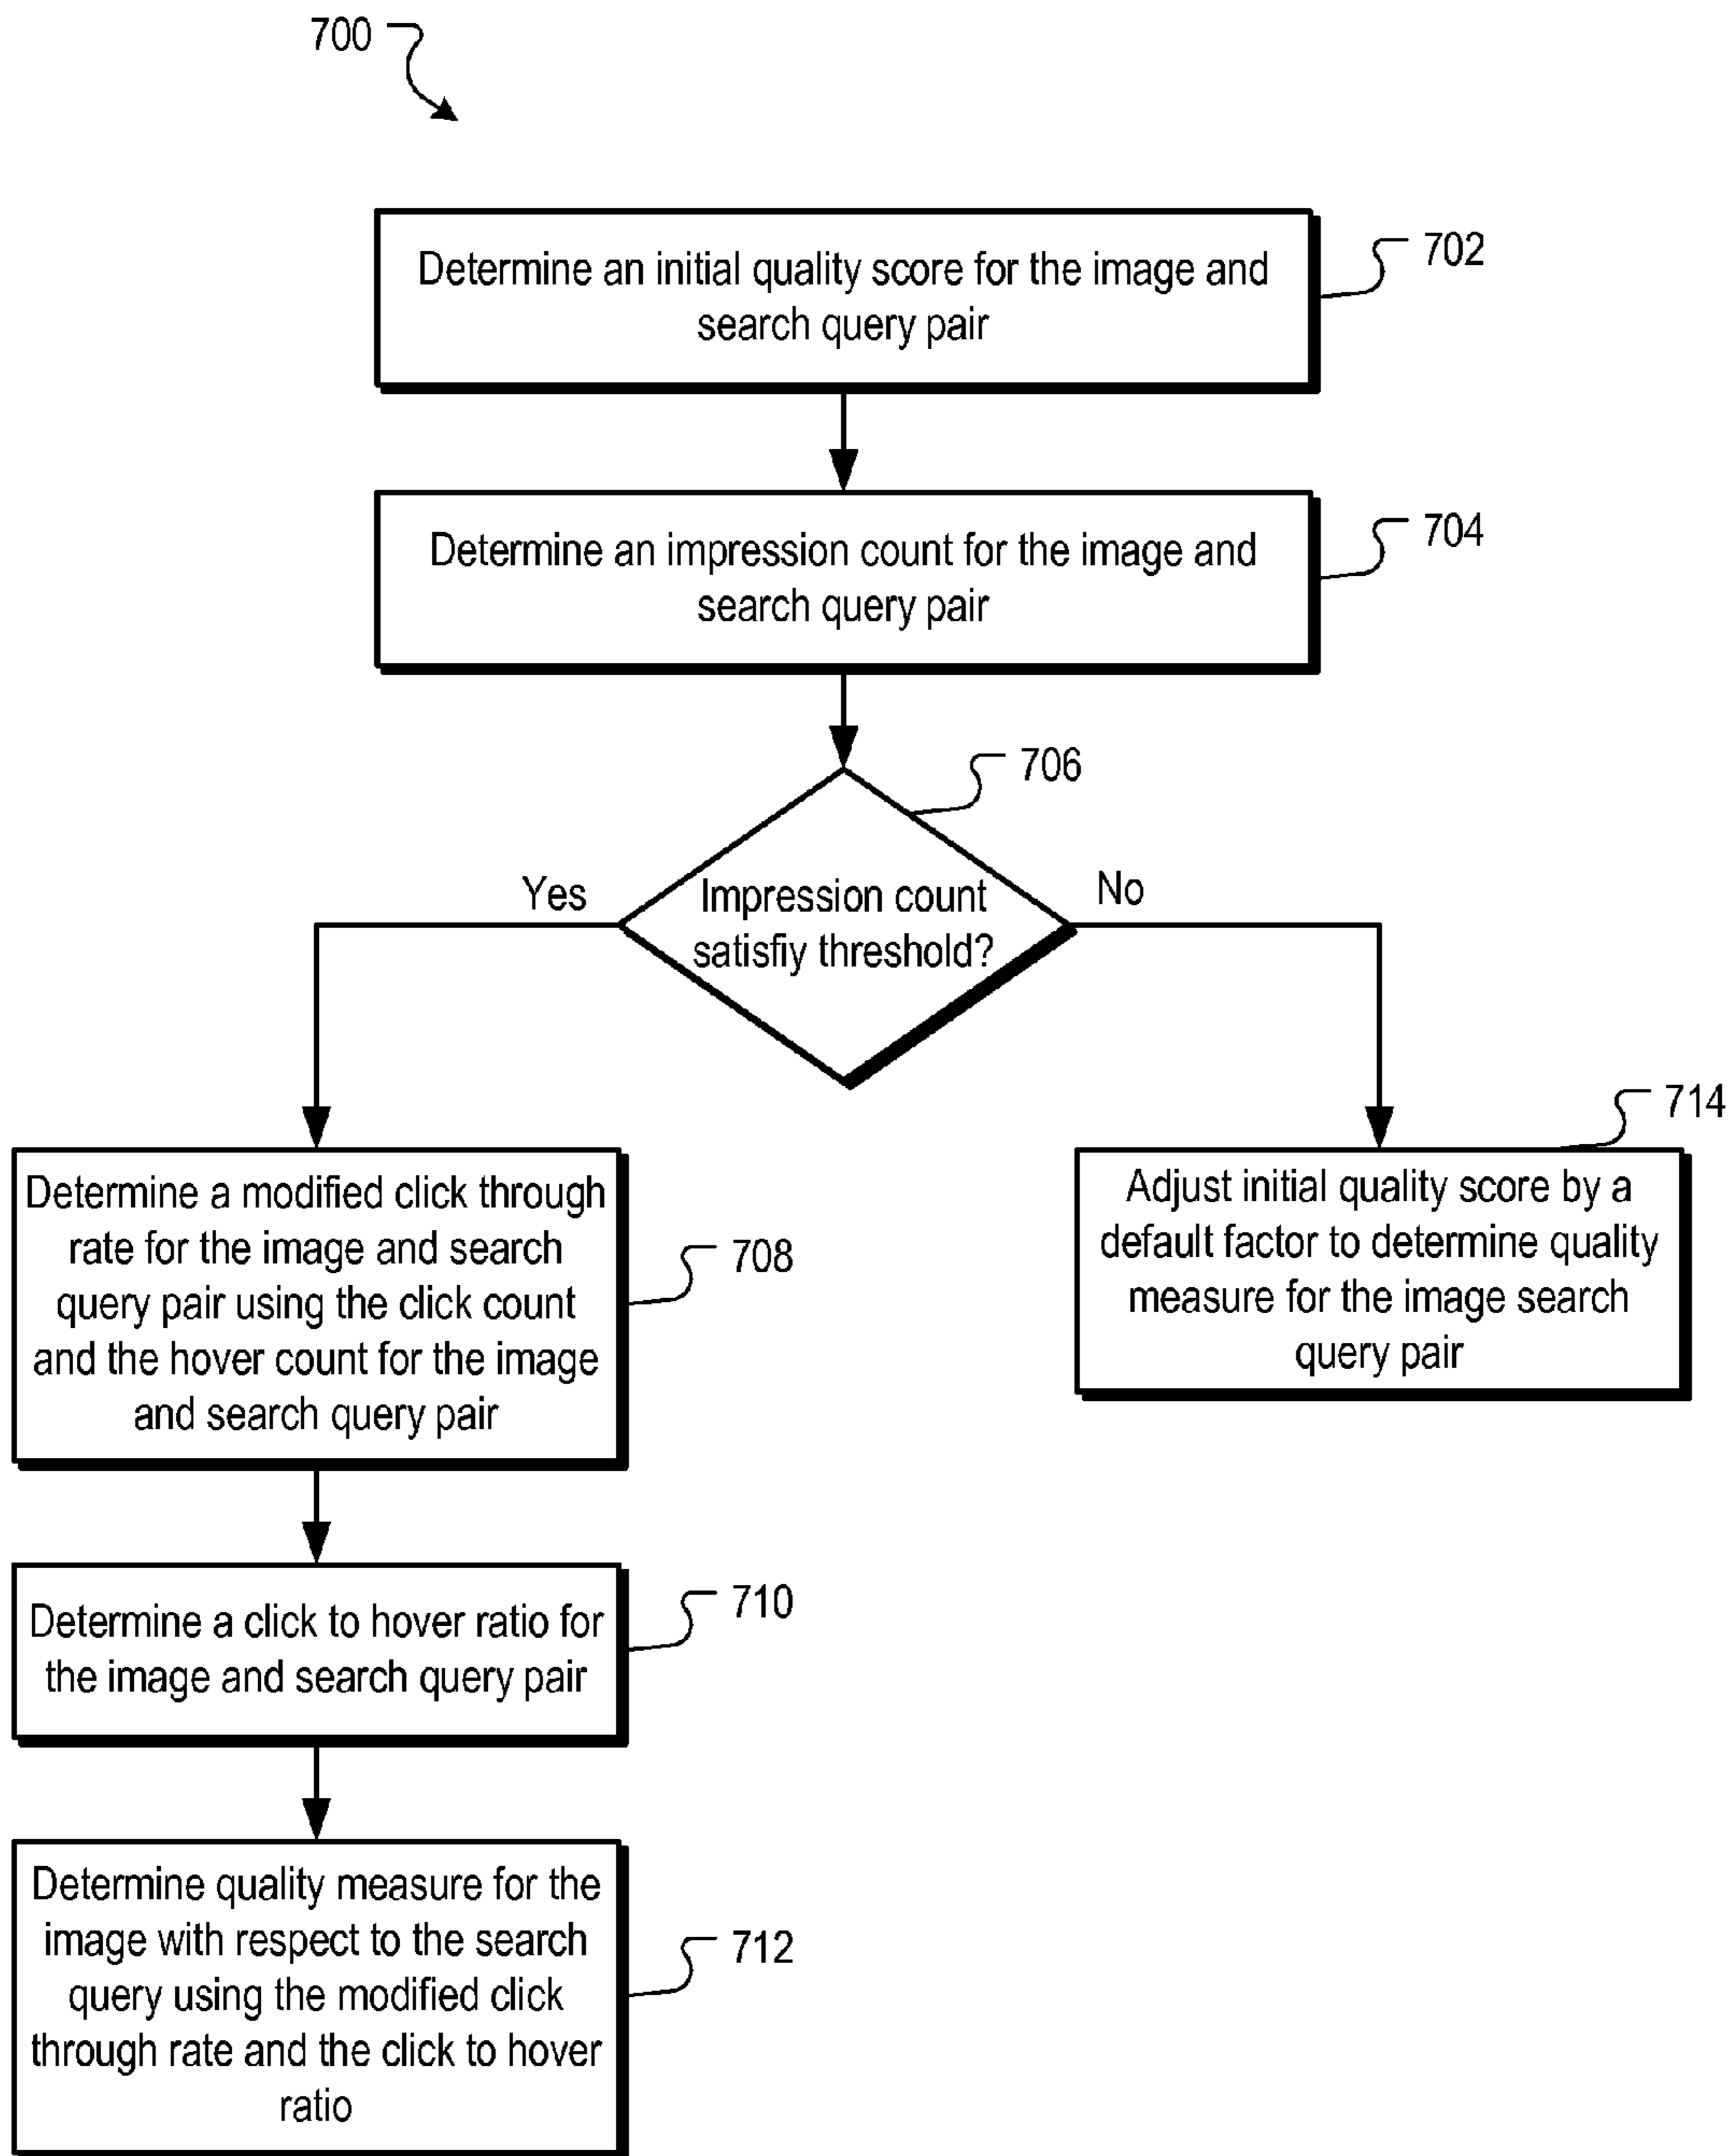 700
Determine an initial quality score for the image and
search query pair
702
Determine an impression count for the image and
search query pair
704
706
Yes
Impression count
satisfiy threshold?
No
714
Determine a modified click through
rate for the image and search
query pair using the click count
and the hover count for the image
and search query pair
708
Adjust initial quality score by a
default factor to determine quality
measure for the image search
query pair
Determine a click to hover ratio for
the image and search query pair
710
Determine quality measure for the
image with respect to the search
query using the modified click
through rate and the click to hover
ratio
712